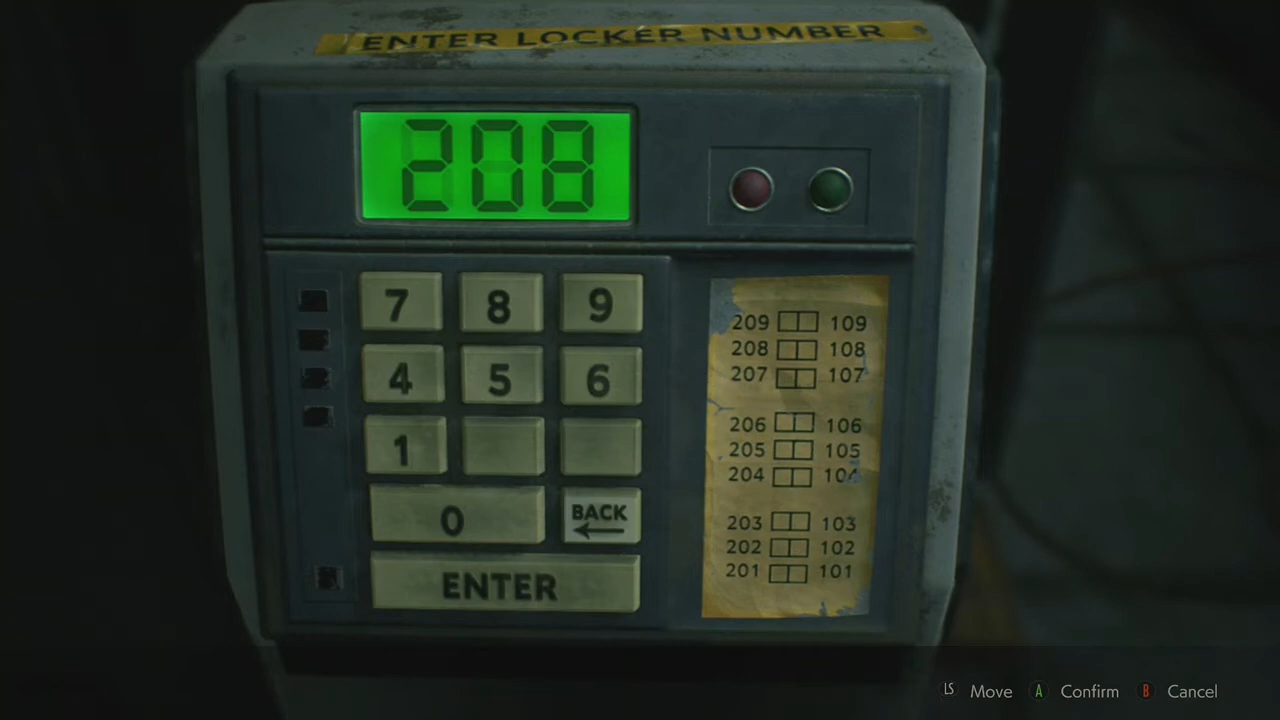 ENTER LOCKER NUMBER
208
7 8 9
4 5 6
1
0 BACK
ENTER
209 109
208 108
207 107
206 106
205 105
204 104
203 103
202 102
201 101
LS Move A Confirm B Cancel